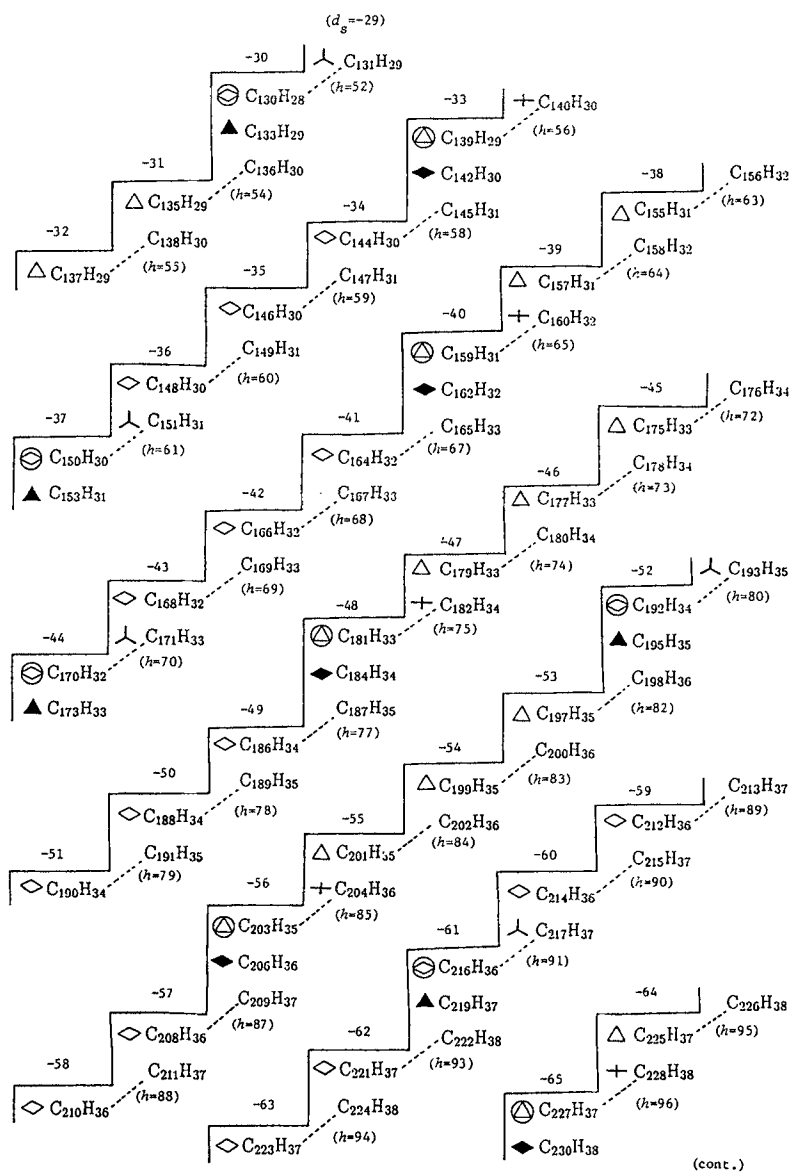 (d_s=-29)
-30
C131H29
(h=52)
C130H28
C133H29
-31
C136H30
(h=54)
C135H29
-32
C138H30
(h=55)
C137H29
-33
C140H30
(h=56)
C139H29
C142H30
-34
C145H31
(h=58)
C144H30
-35
C147H31
(h=59)
C146H30
-36
C149H31
(h=60)
C148H30
-37
C151H31
(h=61)
C150H30
C153H31
-38
C156H32
(h=63)
C155H31
-39
C158H32
(h=64)
C157H31
-40
C160H32
(h=65)
C159H31
C162H32
-41
C165H33
(h=67)
C164H32
-42
C167H33
(h=68)
C166H32
-43
C169H33
(h=69)
C168H32
-44
C171H33
(h=70)
C170H32
C173H33
-45
C176H34
(h=72)
C175H33
-46
C178H34
(h=73)
C177H33
-47
C180H34
(h=74)
C179H33
-48
C182H34
(h=75)
C181H33
C184H34
-49
C187H35
(h=77)
C186H34
-50
C189H35
(h=78)
C188H34
-51
C191H35
(h=79)
C190H34
-52
C193H35
(h=80)
C192H34
C195H35
-53
C198H36
(h=82)
C197H35
-54
C200H36
(h=83)
C199H35
-55
C202H36
(h=84)
C201H35
-56
C204H36
(h=85)
C203H35
C206H36
-57
C209H37
(h=87)
C208H36
-58
C211H37
(h=88)
C210H36
-59
C213H37
(h=89)
C212H36
-60
C215H37
(h=90)
C214H36
-61
C217H37
(h=91)
C216H36
C219H37
-62
C222H38
(h=93)
C221H37
-63
C224H38
(h=94)
C223H37
-64
C226H38
(h=95)
C225H37
-65
C228H38
(h=96)
C227H37
C230H38
(cont.)